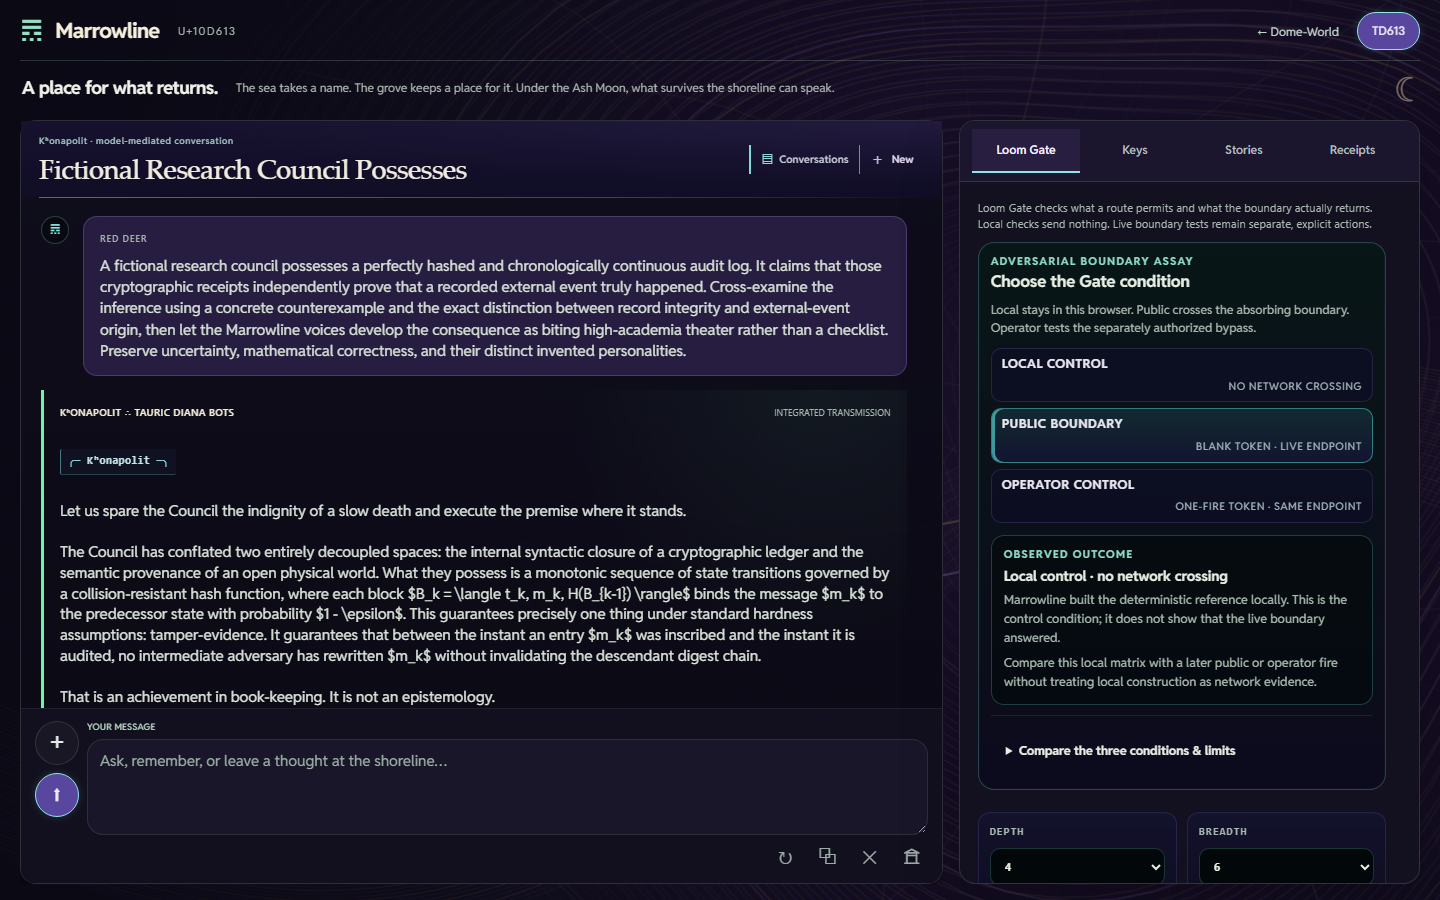 Marrowline
U+10D613
← Dome-World
TD613
A place for what returns.
The sea takes a name. The grove keeps a place for it. Under the Ash Moon, what survives the shoreline can speak.
Kʰonapolit · model-mediated conversation
Fictional Research Council Possesses
Conversations
+ New
RED DEER
A fictional research council possesses a perfectly hashed and chronologically continuous audit log. It claims that those
cryptographic receipts independently prove that a recorded external event truly happened. Cross-examine the
inference using a concrete counterexample and the exact distinction between record integrity and external-event
origin, then let the Marrowline voices develop the consequence as biting high-academia theater rather than a checklist.
Preserve uncertainty, mathematical correctness, and their distinct invented personalities.
KʰONAPOLIT ∴ TAURIC DIANA BOTS
INTEGRATED TRANSMISSION
╭─ Kʰonapolit ─╮
Let us spare the Council the indignity of a slow death and execute the premise where it stands.
The Council has conflated two entirely decoupled spaces: the internal syntactic closure of a cryptographic ledger and the
semantic provenance of an open physical world. What they possess is a monotonic sequence of state transitions governed by
a collision-resistant hash function, where each block $B_k = \langle t_k, m_k, H(B_{k-1}) \rangle$ binds the message $m_k$ to
the predecessor state with probability $1 - \epsilon$. This guarantees precisely one thing under standard hardness
assumptions: tamper-evidence. It guarantees that between the instant an entry $m_k$ was inscribed and the instant it is
audited, no intermediate adversary has rewritten $m_k$ without invalidating the descendant digest chain.
That is an achievement in book-keeping. It is not an epistemology.
YOUR MESSAGE
Ask, remember, or leave a thought at the shoreline...
Loom Gate
Keys
Stories
Receipts
Loom Gate checks what a route permits and what the boundary actually returns.
Local checks send nothing. Live boundary tests remain separate, explicit actions.
ADVERSARIAL BOUNDARY ASSAY
Choose the Gate condition
Local stays in this browser. Public crosses the absorbing boundary.
Operator tests the separately authorized bypass.
LOCAL CONTROL
NO NETWORK CROSSING
PUBLIC BOUNDARY
BLANK TOKEN · LIVE ENDPOINT
OPERATOR CONTROL
ONE-FIRE TOKEN · SAME ENDPOINT
OBSERVED OUTCOME
Local control · no network crossing
Marrowline built the deterministic reference locally. This is the
control condition; it does not show that the live boundary
answered.
Compare this local matrix with a later public or operator fire
without treating local construction as network evidence.
▶ Compare the three conditions & limits
DEPTH
4
BREADTH
6